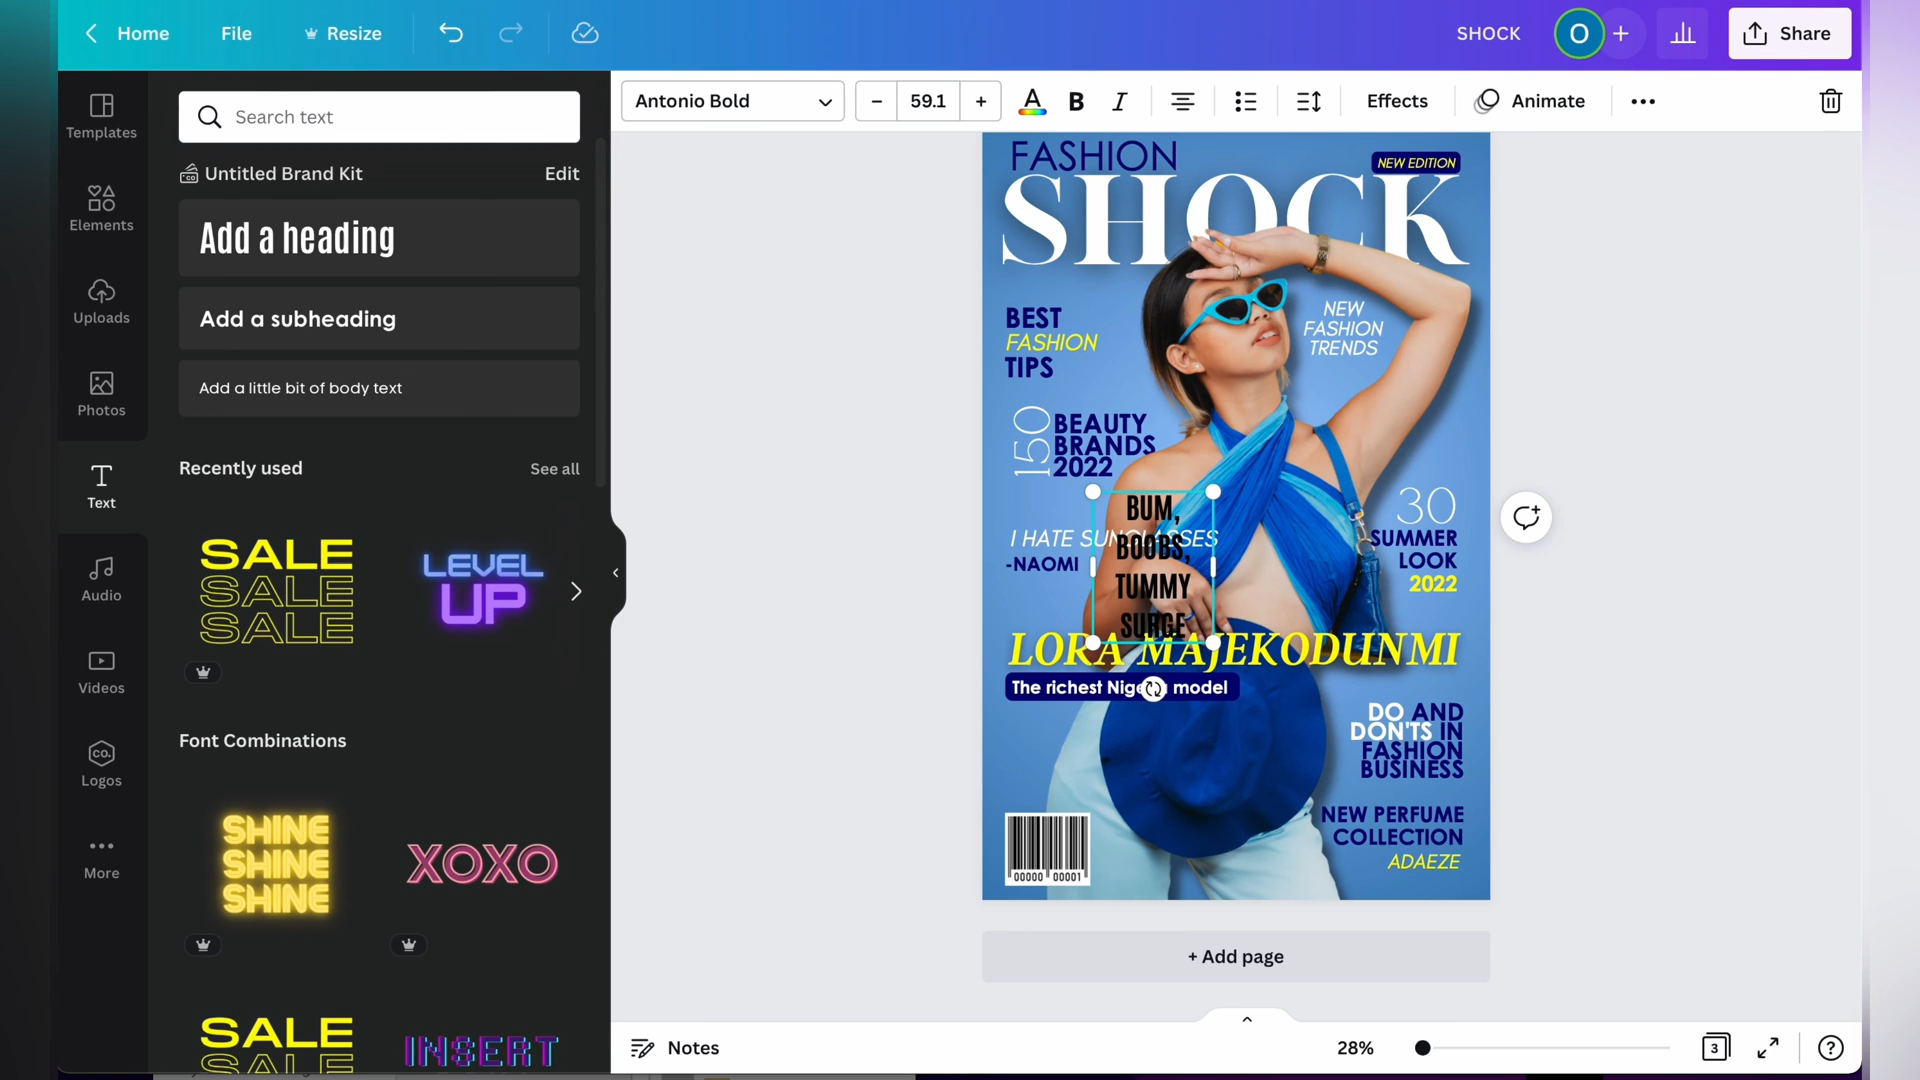 Home
File
Resize
SHOCK
O
Share
Templates
Elements
Uploads
Photos
Text
Audio
Videos
Logos
CO.
More
Search text
Untitled Brand Kit
Edit
Add a heading
Add a subheading
Add a little bit of body text
Recently used
See all
SALE
SALE
SALE
LEVEL
UP
Font Combinations
SHINE
SHINE
SHINE
XOXO
SALE
SALE
INSERT
Antonio Bold
59.1
A
B
I
Effects
Animate
FASHION
NEW EDITION
SHOCK
BEST
FASHION
TIPS
NEW
FASHION
TRENDS
150
BEAUTY
BRANDS
2022
BUM,
BOOBS,
TUMMY
SURGE
I HATE SUNGLASSES
-NAOMI
30
SUMMER
LOOK
2022
LORA MAJEKODUNMI
The richest Nigerian model
DO AND
DON'TS IN
FASHION
BUSINESS
NEW PERFUME
COLLECTION
ADAEZE
00000 00001
+ Add page
Notes
28%
3